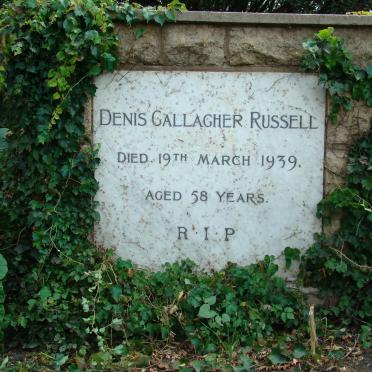 DENIS GALLAGHER RUSSELL
DIED. 19TH MARCH 1939.
AGED 58 YEARS.
R·I·P